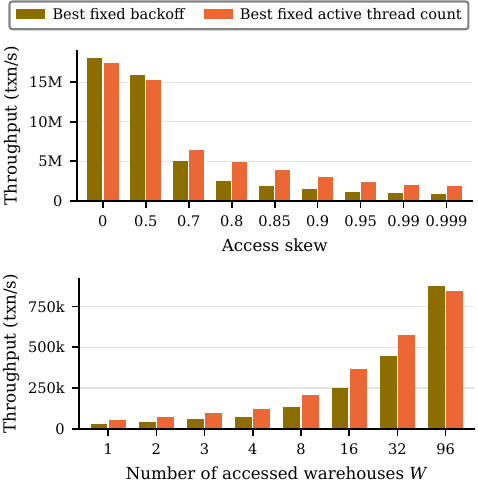 Best fixed backoff Best fixed active thread count
Throughput (txn/s)
15M
10M
5M
0
0 0.5 0.7 0.8 0.85 0.9 0.95 0.99 0.999
Access skew
Throughput (txn/s)
750k
500k
250k
0
1 2 3 4 8 16 32 96
Number of accessed warehouses W